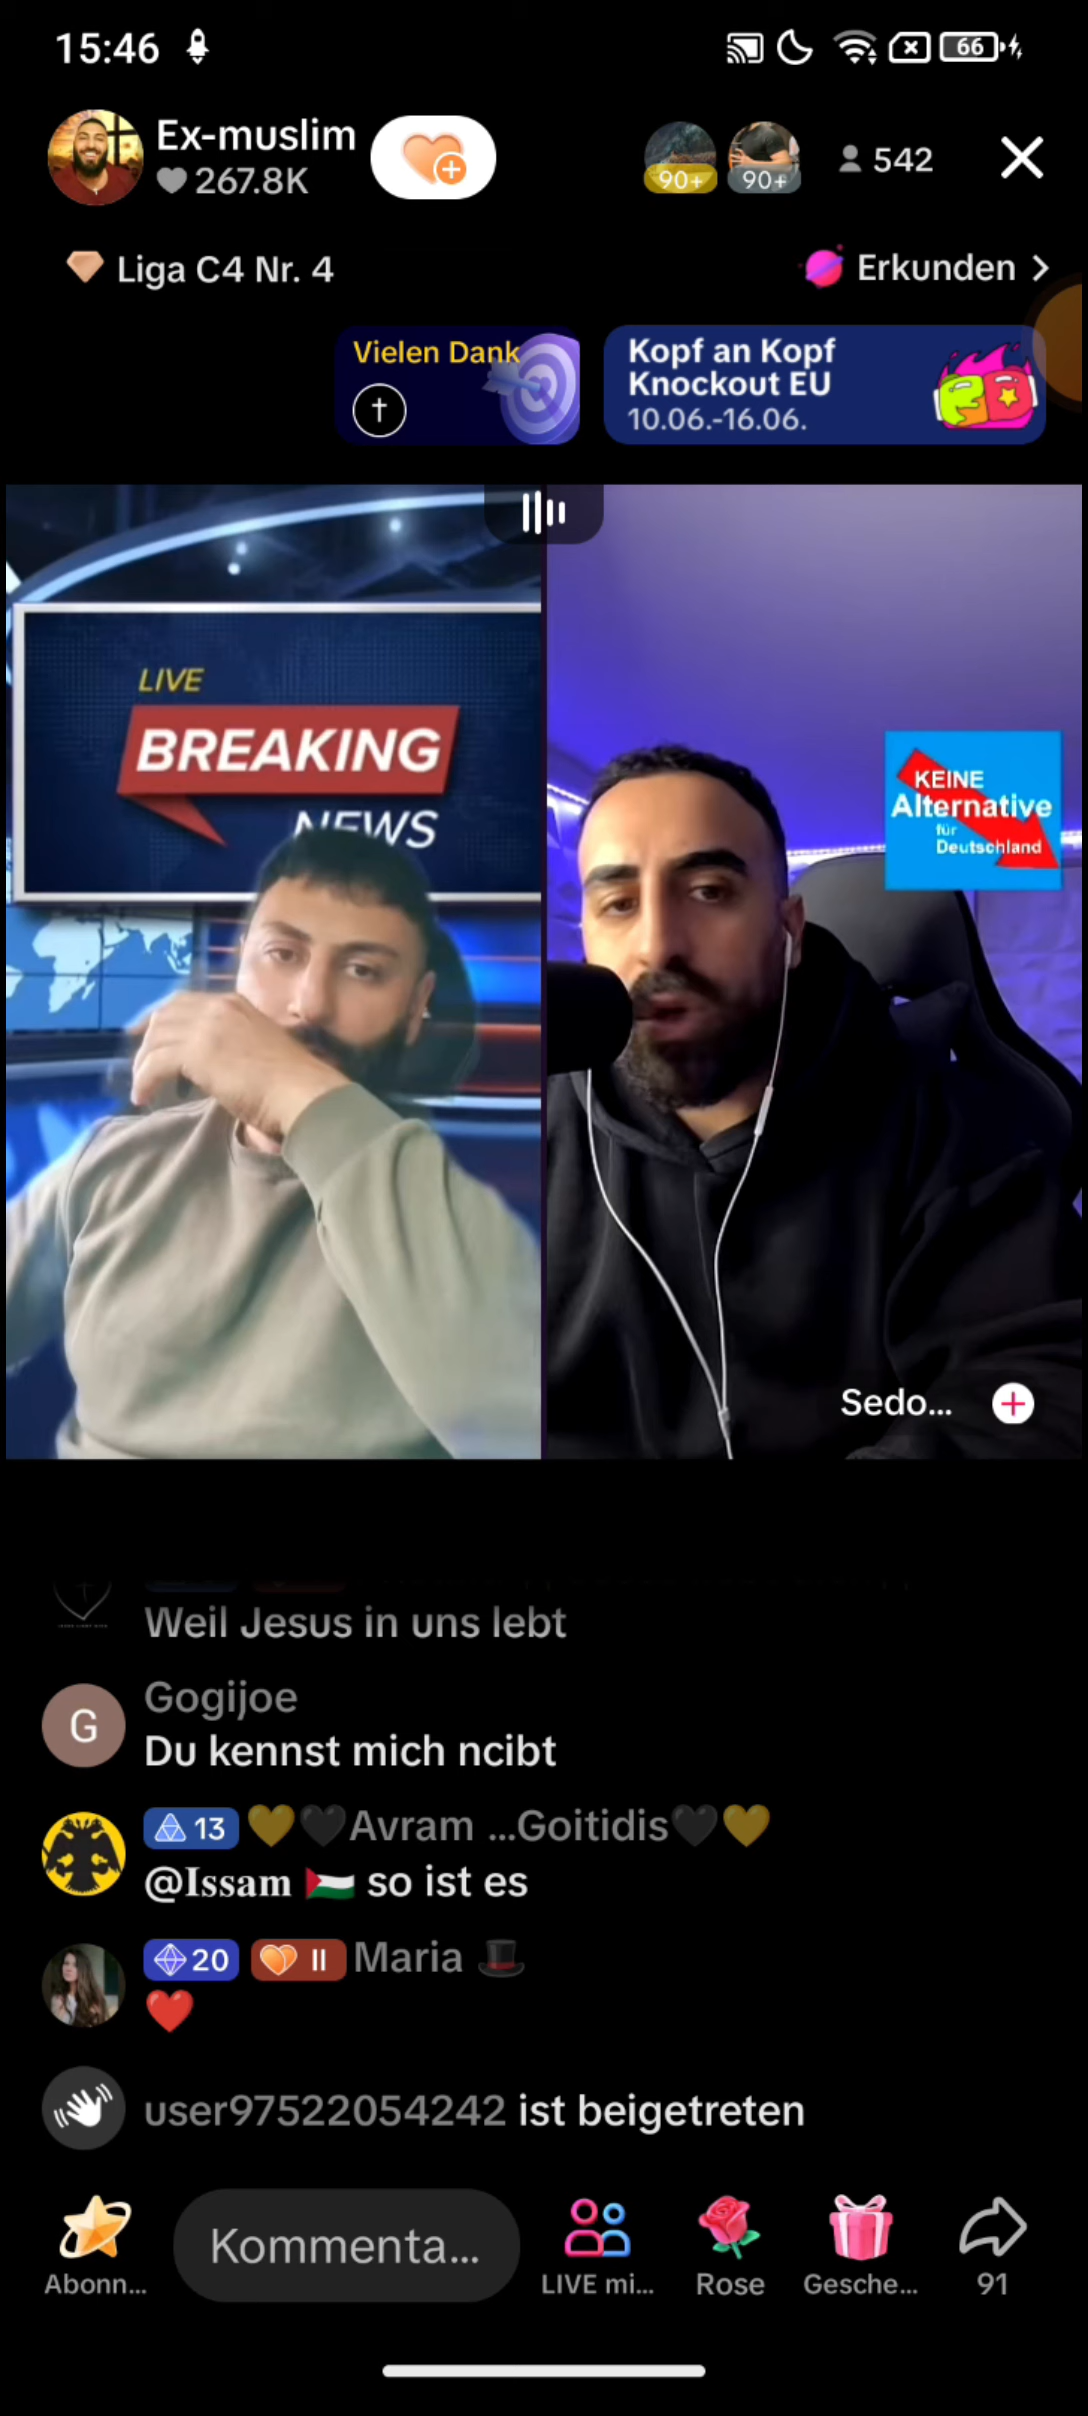 15:46
66
Ex-muslim
267.8K
90+
90+
542
Liga C4 Nr. 4
Erkunden
Vielen Dank
Kopf an Kopf
Knockout EU
10.06.-16.06.
LIVE
BREAKING
NEWS
KEINE
Alternative
für
Deutschland
Sedo...
Weil Jesus in uns lebt
G
Gogijoe
Du kennst mich ncibt
13 💛🖤Avram ...Goitidis🖤💛
@𝐈𝐬𝐬𝐚𝐦 🇵🇸 so ist es
20 II Maria 🎩
❤️
user97522054242 ist beigetreten
Kommenta...
Abonn...
LIVE mi...
Rose
Gesche...
91